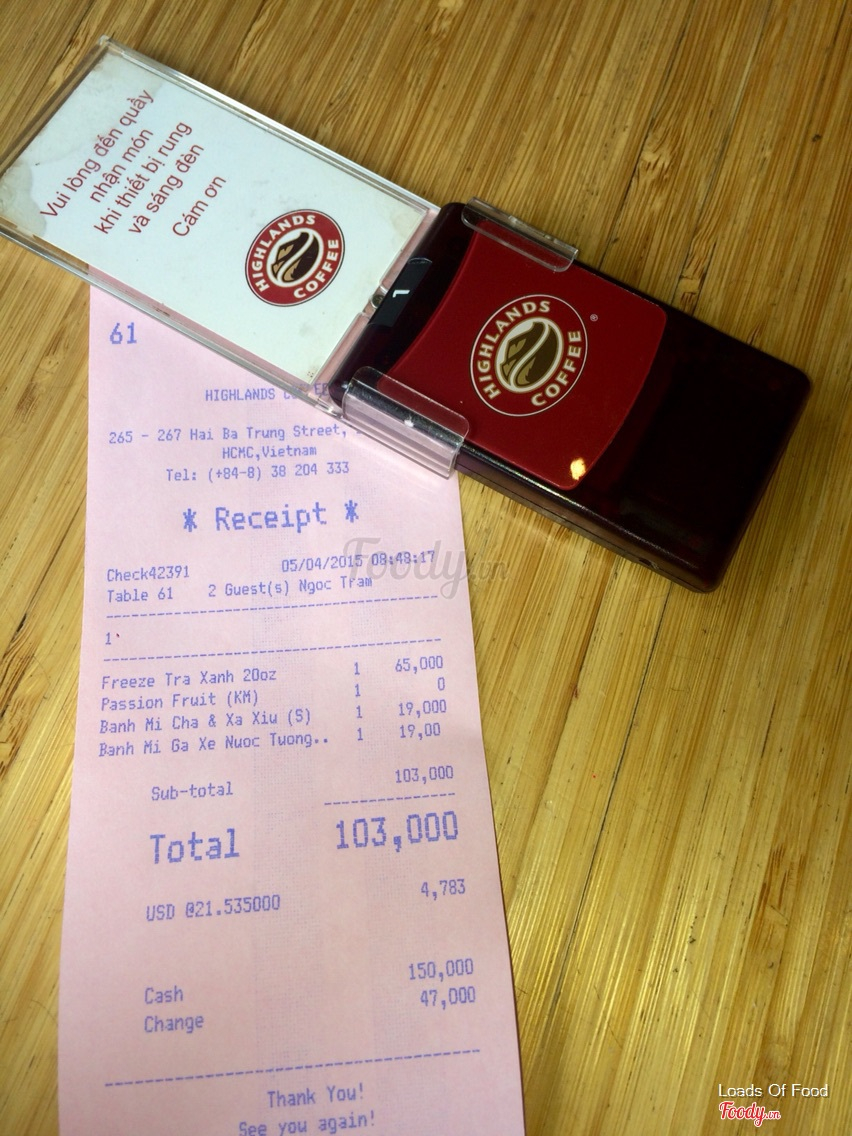 Vui lòng đến quầy
nhận món
khi thiết bị rung
và sáng đèn
Cám ơn
HIGHLANDS COFFEE
HIGHLANDS COFFEE ®
61
HIGHLANDS
265 - 267 Hai Ba Trung Street,
HCMC,Vietnam
Tel: (+84-8) 38 204 333
* Receipt *
Check42391 05/04/2015 08:48:17
Table 61 2 Guest(s) Ngoc Tram
1
Freeze Tra Xanh 20oz 1 65,000
Passion Fruit (KM) 1 0
Banh Mi Cha & Xa Xiu (S) 1 19,000
Banh Mi Ga Xe Nuoc Tuong.. 1 19,00
Sub-total 103,000
Total 103,000
USD @21.535000 4,783
Cash 150,000
Change 47,000
Thank You!
See you again!
Foody.vn
Loads Of Food
Foody.vn